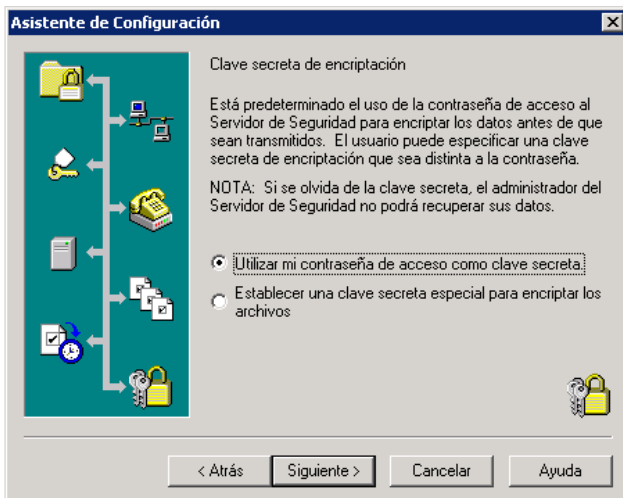 Asistente de Configuración
Clave secreta de encriptación
Está predeterminado el uso de la contraseña de acceso al
Servidor de Seguridad para encriptar los datos antes de que
sean transmitidos. El usuario puede especificar una clave
secreta de encriptación que sea distinta a la contraseña.
NOTA: Si se olvida de la clave secreta, el administrador del
Servidor de Seguridad no podrá recuperar sus datos.
Utilizar mi contraseña de acceso como clave secreta.
Establecer una clave secreta especial para encriptar los
archivos
< Atrás Siguiente > Cancelar Ayuda